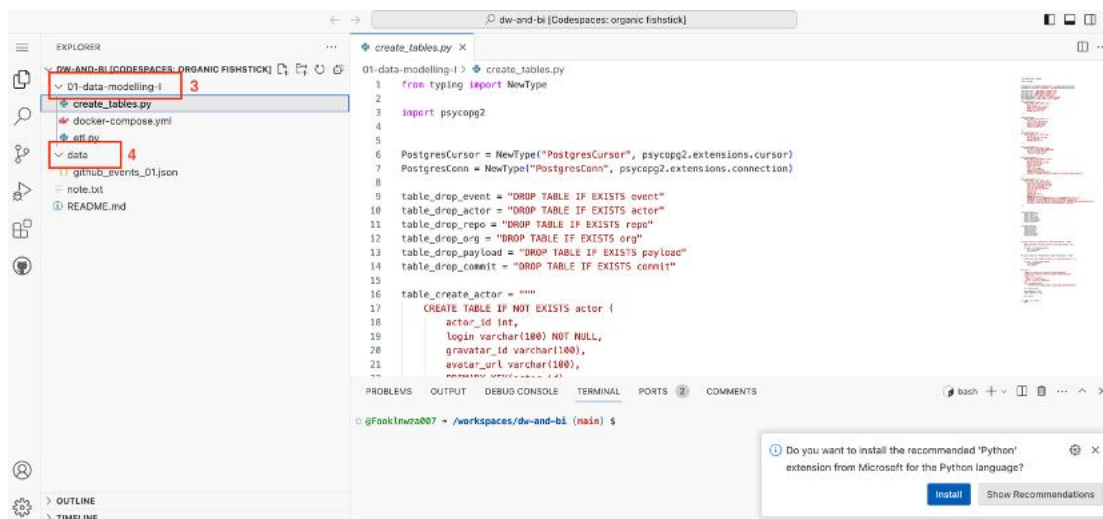 dw-and-bi [Codespaces: organic fishstick]
EXPLORER
DW-AND-BI [CODESPACES: ORGANIC FISHSTICK]
01-data-modelling-I
3
create_tables.py
docker-compose.yml
etl.py
data
4
github_events_01.json
note.txt
README.md
OUTLINE
TIMELINE
create_tables.py
01-data-modelling-I > create_tables.py
1 from typing import NewType
2
3 import psycopg2
4
5
6 PostgresCursor = NewType("PostgresCursor", psycopg2.extensions.cursor)
7 PostgresConn = NewType("PostgresConn", psycopg2.extensions.connection)
8
9 table_drop_event = "DROP TABLE IF EXISTS event"
10 table_drop_actor = "DROP TABLE IF EXISTS actor"
11 table_drop_repo = "DROP TABLE IF EXISTS repo"
12 table_drop_org = "DROP TABLE IF EXISTS org"
13 table_drop_payload = "DROP TABLE IF EXISTS payload"
14 table_drop_commit = "DROP TABLE IF EXISTS commit"
15
16 table_create_actor = """
17 CREATE TABLE IF NOT EXISTS actor (
18 actor_id int,
19 login varchar(100) NOT NULL,
20 gravatar_id varchar(100),
21 avatar_url varchar(100),
22 PRIMARY KEY(actor_id)
PROBLEMS OUTPUT DEBUG CONSOLE TERMINAL PORTS 2 COMMENTS
bash
@Fooklnwza007 → /workspaces/dw-and-bi (main) $
Do you want to install the recommended 'Python'
extension from Microsoft for the Python language?
Install Show Recommendations